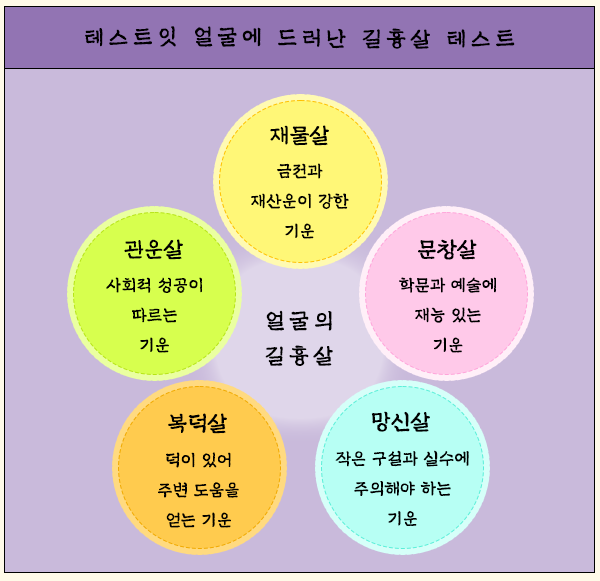 테스트잇 얼굴에 드러난 길흉살 테스트
재물살
금전과
재산운이 강한
기운
관운살
사회적 성공이
따르는
기운
문창살
학문과 예술에
재능 있는
기운
얼굴의
길흉살
복덕살
덕이 있어
주변 도움을
얻는 기운
망신살
작은 구설과 실수에
주의해야 하는
기운